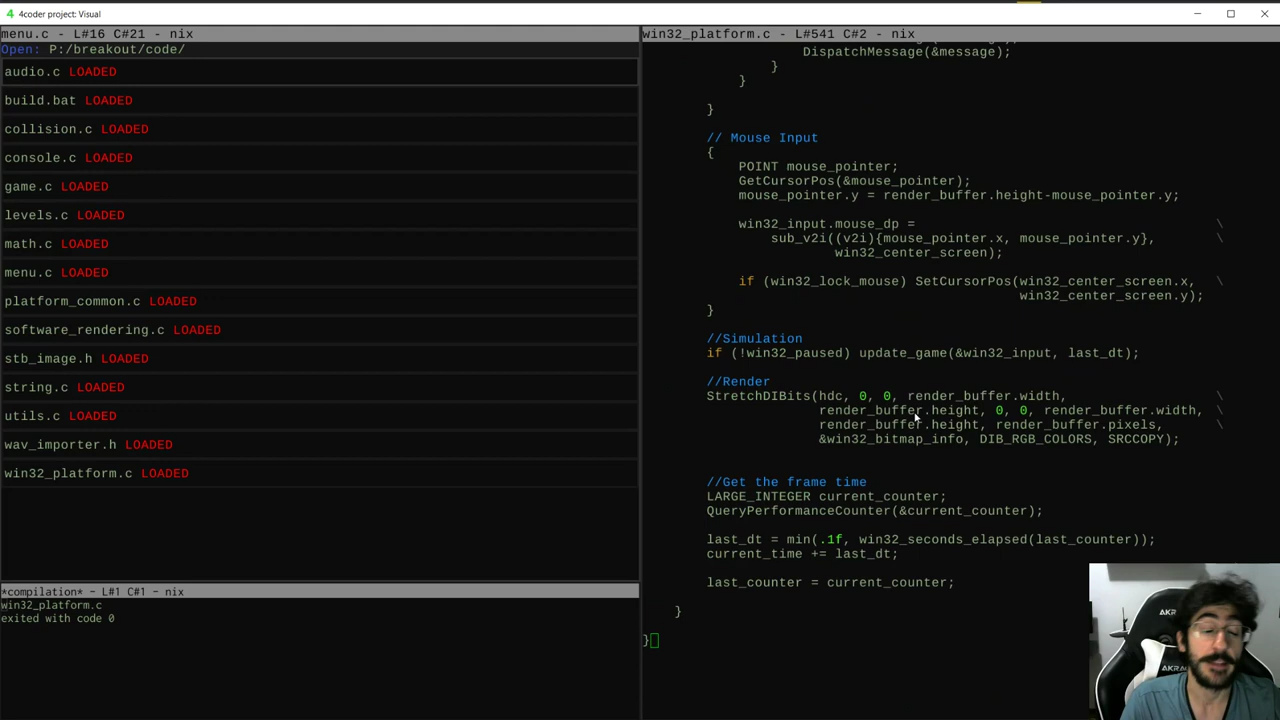 4 4coder project: Visual
menu.c - L#16 C#21 - nix
Open: P:/breakout/code/
audio.c LOADED
build.bat LOADED
collision.c LOADED
console.c LOADED
game.c LOADED
levels.c LOADED
math.c LOADED
menu.c LOADED
platform_common.c LOADED
software_rendering.c LOADED
stb_image.h LOADED
string.c LOADED
utils.c LOADED
wav_importer.h LOADED
win32_platform.c LOADED
*compilation* - L#1 C#1 - nix
win32_platform.c
exited with code 0
win32_platform.c - L#541 C#2 - nix
DispatchMessage(&message);
}
}
}
// Mouse Input
{
POINT mouse_pointer;
GetCursorPos(&mouse_pointer);
mouse_pointer.y = render_buffer.height-mouse_pointer.y;
win32_input.mouse_dp = \
sub_v2i((v2i){mouse_pointer.x, mouse_pointer.y}, \
win32_center_screen);
if (win32_lock_mouse) SetCursorPos(win32_center_screen.x, \
win32_center_screen.y);
}
//Simulation
if (!win32_paused) update_game(&win32_input, last_dt);
//Render
StretchDIBits(hdc, 0, 0, render_buffer.width, \
render_buffer.height, 0, 0, render_buffer.width, \
render_buffer.height, render_buffer.pixels, \
&win32_bitmap_info, DIB_RGB_COLORS, SRCCOPY);
//Get the frame time
LARGE_INTEGER current_counter;
QueryPerformanceCounter(&current_counter);
last_dt = min(.1f, win32_seconds_elapsed(last_counter));
current_time += last_dt;
last_counter = current_counter;
}
}